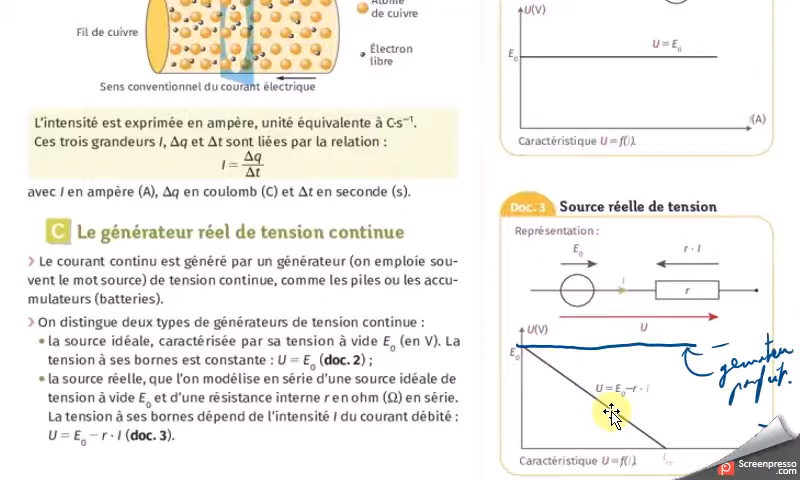 Atome
de cuivre
Fil de cuivre
Électron
libre
Sens conventionnel du courant électrique
L'intensité est exprimée en ampère, unité équivalente à C·s⁻¹.
Ces trois grandeurs I, Δq et Δt sont liées par la relation :
I = Δq/Δt
avec I en ampère (A), Δq en coulomb (C) et Δt en seconde (s).
C Le générateur réel de tension continue
› Le courant continu est généré par un générateur (on emploie sou-
vent le mot source) de tension continue, comme les piles ou les accu-
mulateurs (batteries).
› On distingue deux types de générateurs de tension continue :
• la source idéale, caractérisée par sa tension à vide E₀ (en V). La
tension à ses bornes est constante : U = E₀ (doc. 2) ;
• la source réelle, que l'on modélise en série d'une source idéale de
tension à vide E₀ et d'une résistance interne r en ohm (Ω) en série.
La tension à ses bornes dépend de l'intensité I du courant débité :
U = E₀ – r · I (doc. 3).
U(V)
E₀
U = E₀
I(A)
Caractéristique U = f(I).
Doc. 3 Source réelle de tension
Représentation :
E₀
r · I
I
r
U
U(V)
E₀
U = E₀ – r · I
générateur
parfait.
Caractéristique U = f(I).
Screenpresso
.com